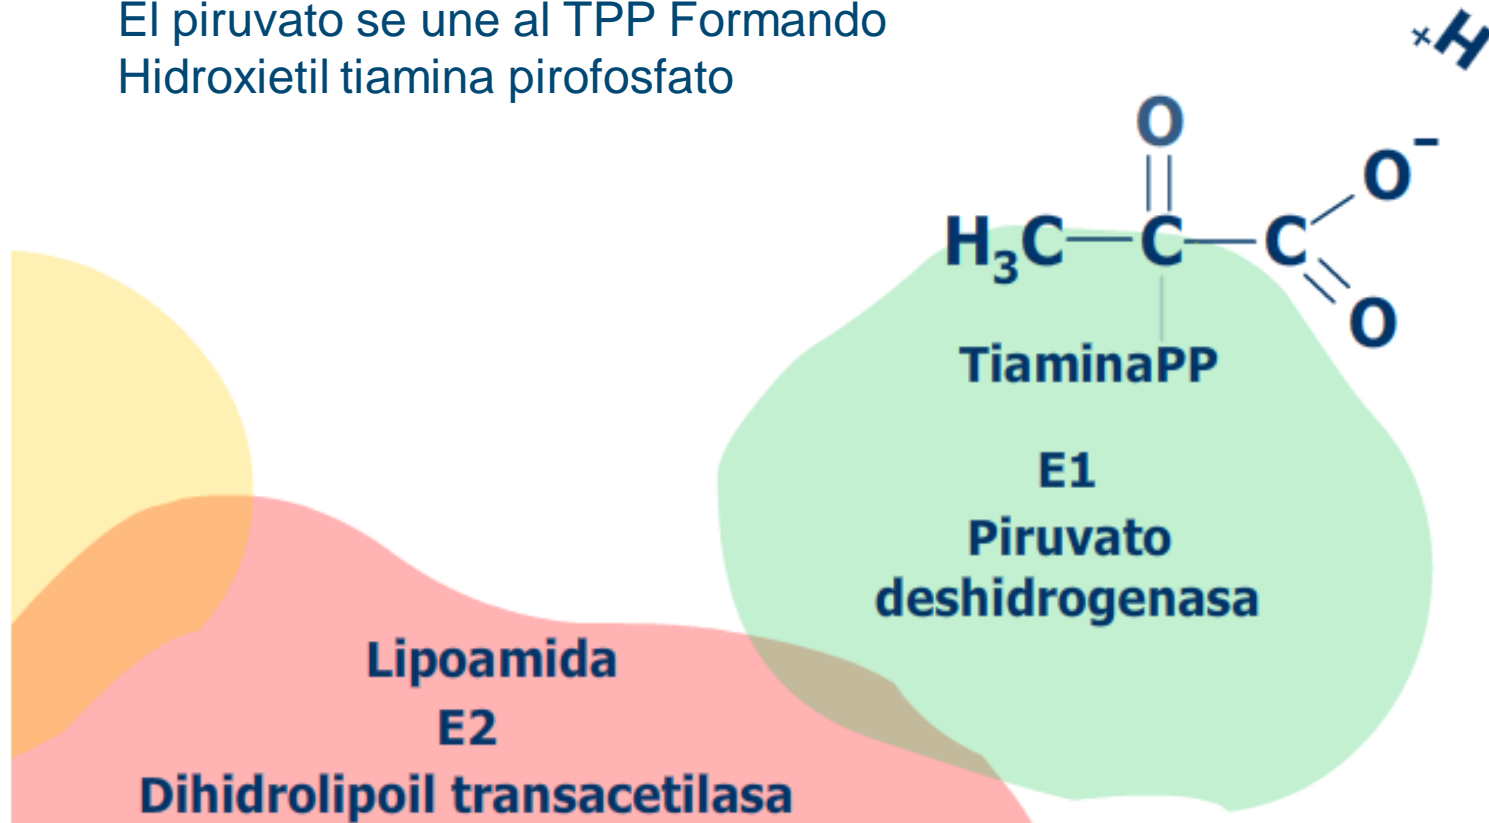 El piruvato se une al TPP Formando
Hidroxietil tiamina pirofosfato
+H
O
O-
H3C C C
O
TiaminaPP
E1
Piruvato
deshidrogenasa
Lipoamida
E2
Dihidrolipoil transacetilasa